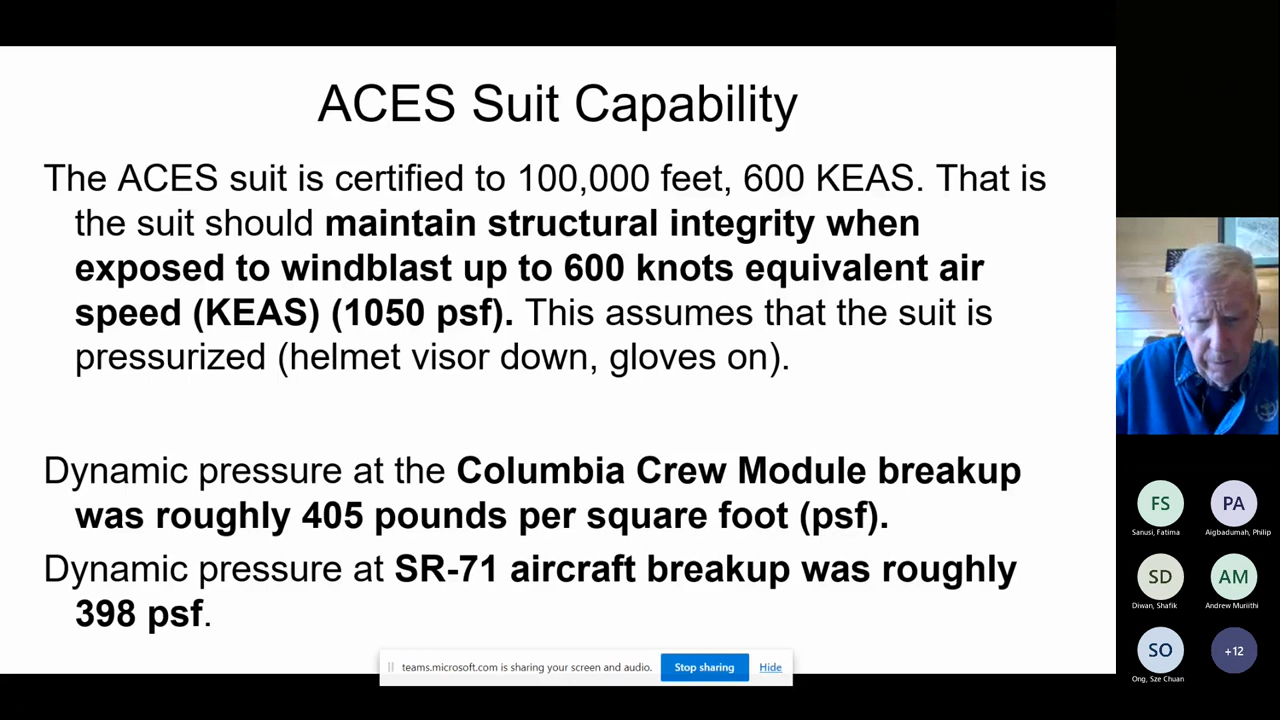 ACES Suit Capability
The ACES suit is certified to 100,000 feet, 600 KEAS. That is
the suit should maintain structural integrity when
exposed to windblast up to 600 knots equivalent air
speed (KEAS) (1050 psf). This assumes that the suit is
pressurized (helmet visor down, gloves on).
Dynamic pressure at the Columbia Crew Module breakup
was roughly 405 pounds per square foot (psf).
Dynamic pressure at SR-71 aircraft breakup was roughly
398 psf.
teams.microsoft.com is sharing your screen and audio.
Stop sharing
Hide
FS
PA
Sanusi, Fatima
Aigbadumah, Philip
SD
AM
Diwan, Shafik
Andrew Muriithi
SO
+12
Ong, Sze Chuan